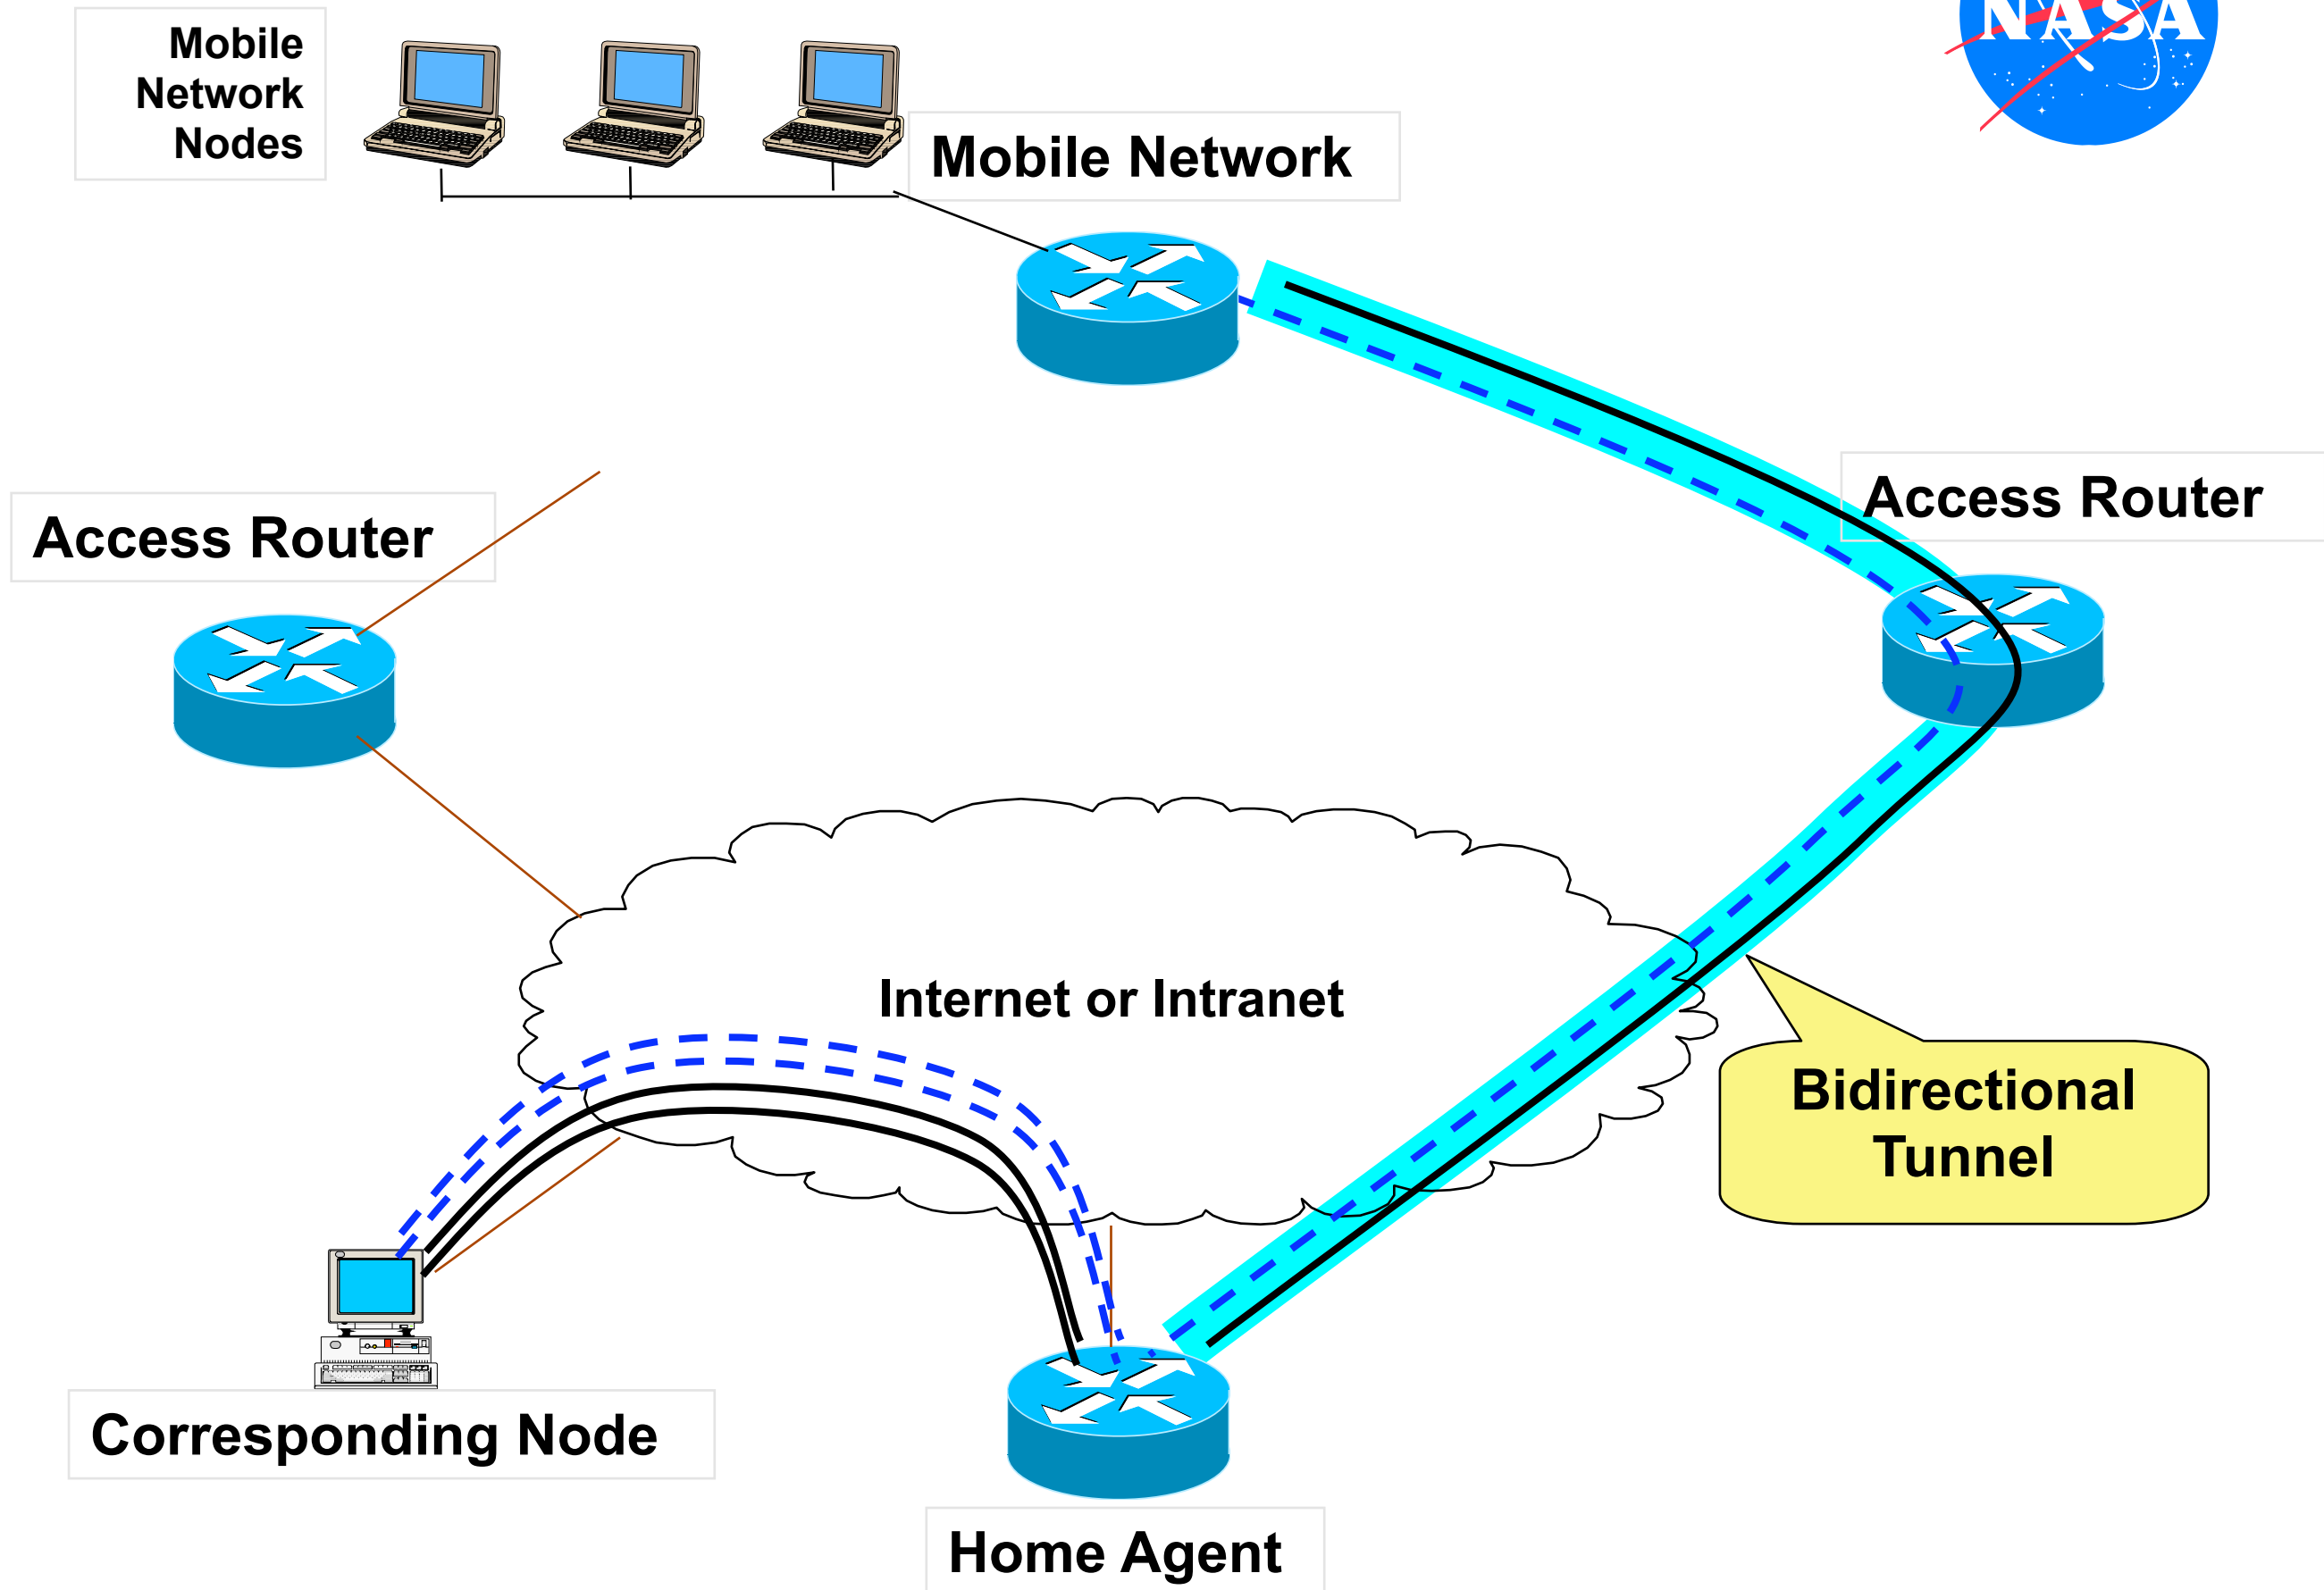 NASA
Mobile
Network
Nodes
Mobile Network
Access Router
Access Router
Internet or Intranet
Bidirectional
Tunnel
Corresponding Node
Home Agent